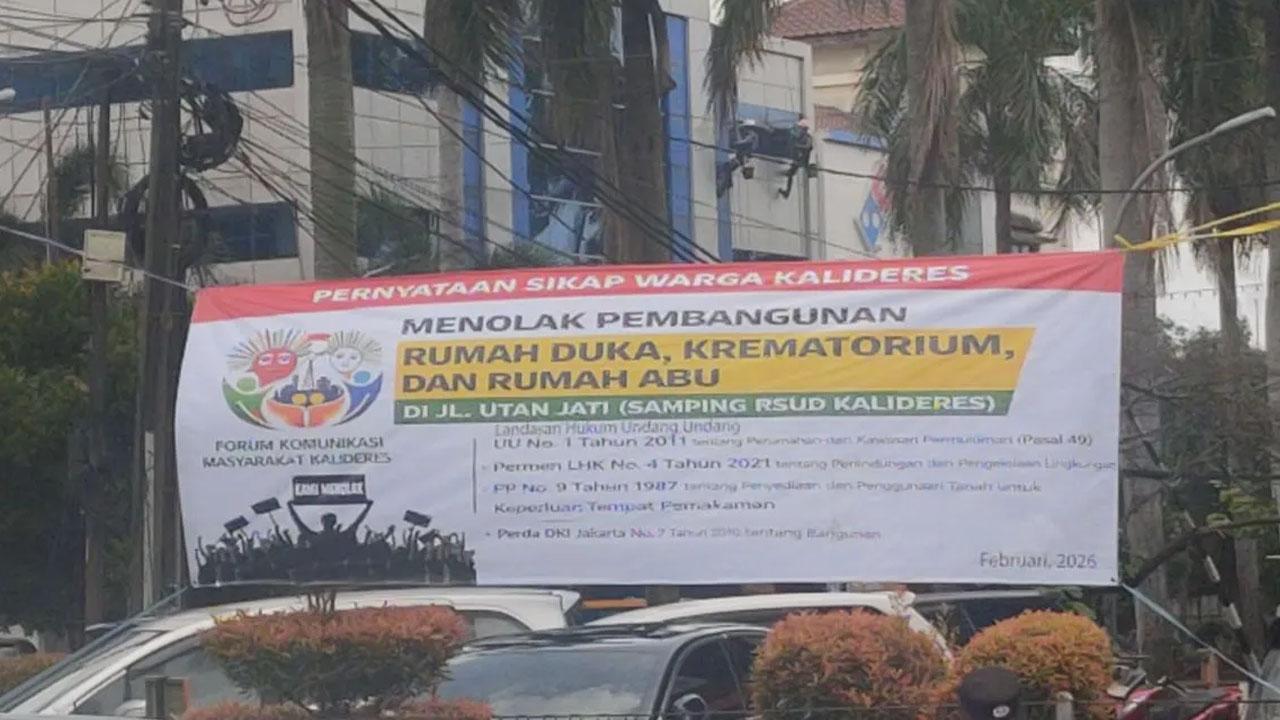 PERNYATAAN SIKAP WARGA KALIDERES
MENOLAK PEMBANGUNAN
RUMAH DUKA, KREMATORIUM,
DAN RUMAH ABU
DI JL. UTAN JATI (SAMPING RSUD KALIDERES)
FORUM KOMUNIKASI
MASYARAKAT KALIDERES
KAMI MENOLAK
Landasan Hukum Undang Undang
UU No. 1 Tahun 2011 tentang Perumahan dan Kawasan Permukiman (Pasal 49)
- Permen LHK No. 4 Tahun 2021 tentang Perlindungan dan Pengelolaan Lingkungan
- PP No. 9 Tahun 1987 tentang Penyediaan dan Penggunaan Tanah untuk
Keperluan Tempat Pemakaman
- Perda DKI Jakarta No. 7 Tahun 2010 tentang Bangunan
Februari, 2026